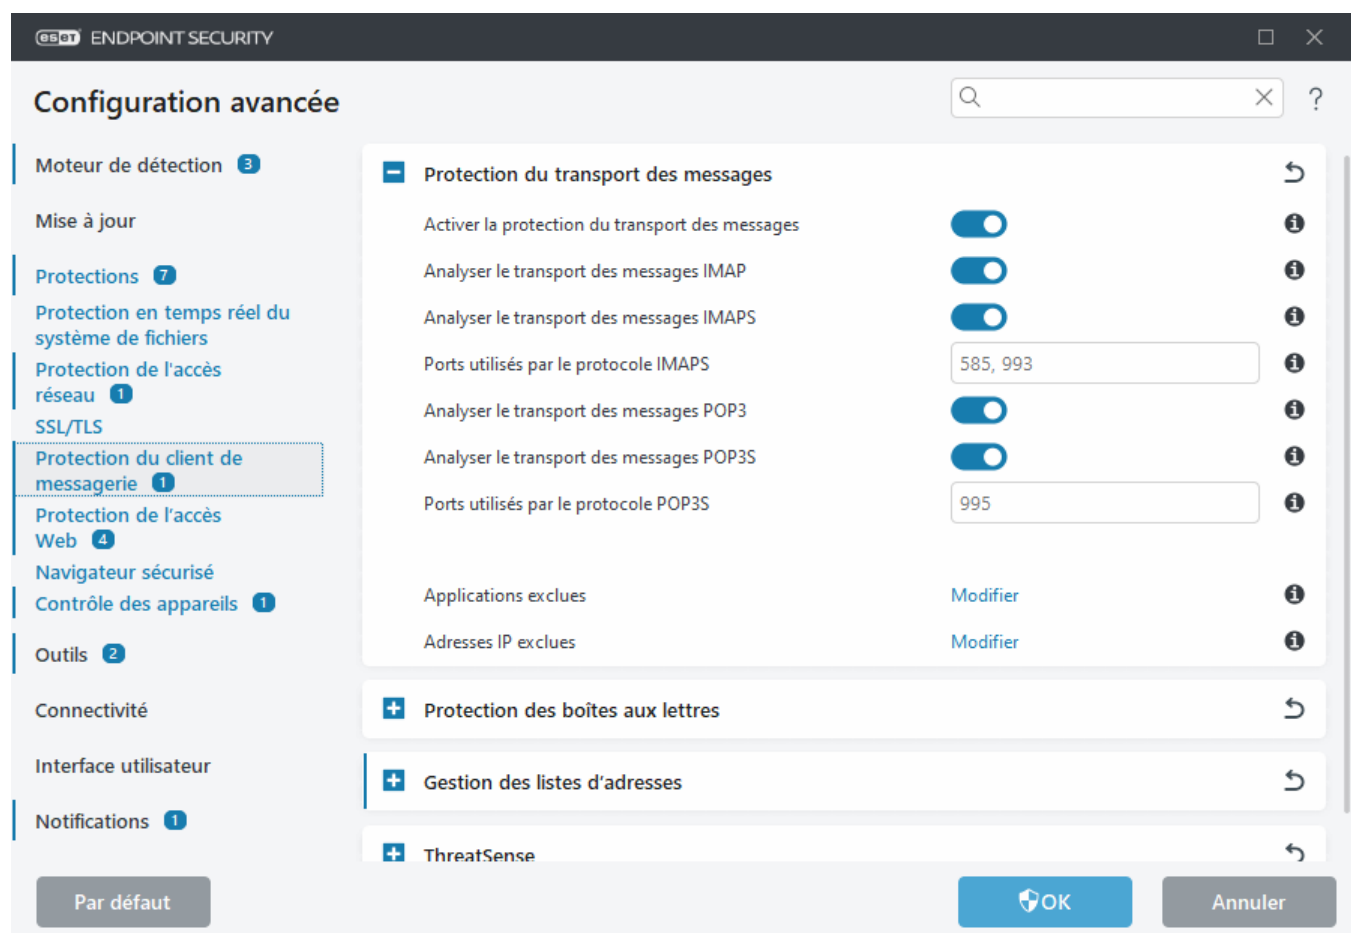 eset ENDPOINT SECURITY
Configuration avancée
?
Moteur de détection 3
Mise à jour
Protections 7
Protection en temps réel du
système de fichiers
Protection de l'accès
réseau 1
SSL/TLS
Protection du client de
messagerie 1
Protection de l'accès
Web 4
Navigateur sécurisé
Contrôle des appareils 1
Outils 2
Connectivité
Interface utilisateur
Notifications 1
Protection du transport des messages
Activer la protection du transport des messages
Analyser le transport des messages IMAP
Analyser le transport des messages IMAPS
Ports utilisés par le protocole IMAPS 585, 993
Analyser le transport des messages POP3
Analyser le transport des messages POP3S
Ports utilisés par le protocole POP3S 995
Applications exclues Modifier
Adresses IP exclues Modifier
Protection des boîtes aux lettres
Gestion des listes d'adresses
ThreatSense
Par défaut
OK
Annuler